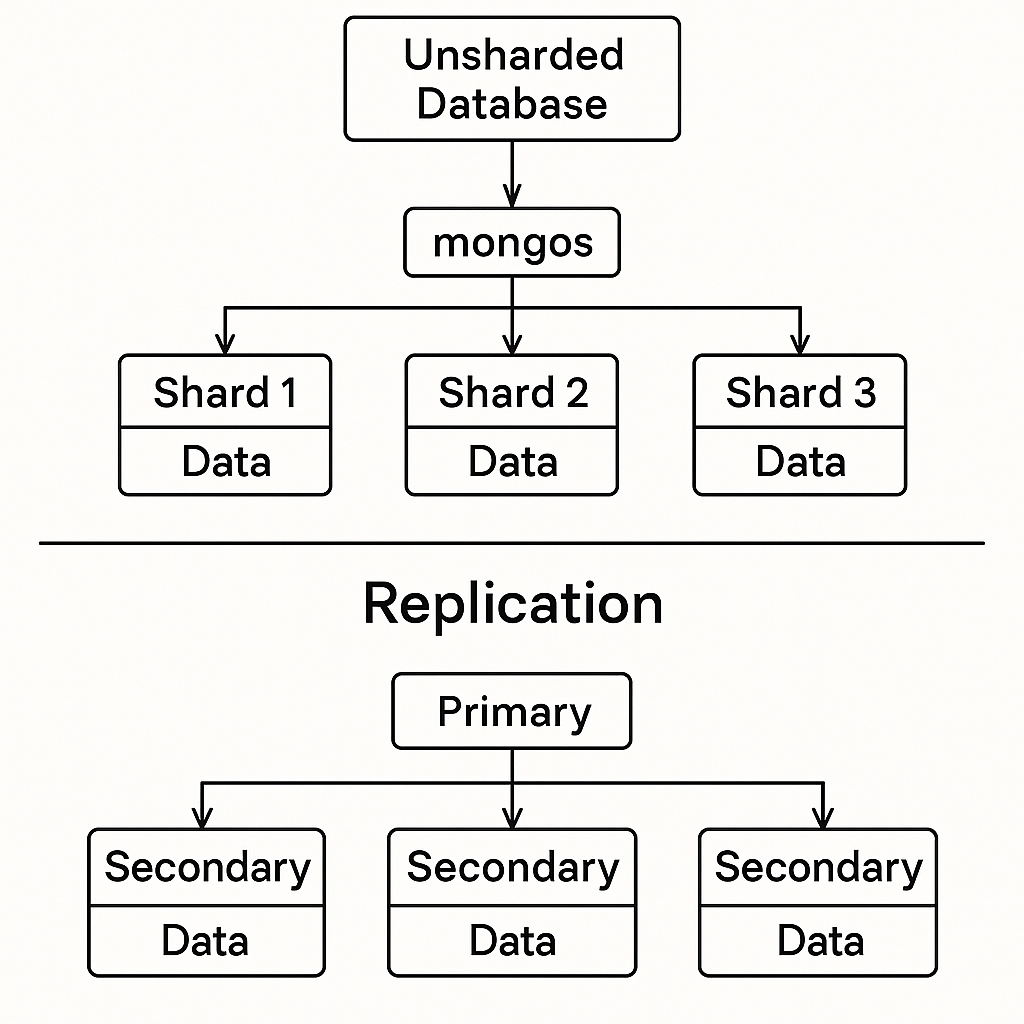 Unsharded
Database
mongos
Shard 1
Shard 2
Shard 3
Data
Data
Data
Replication
Primary
Secondary
Secondary
Secondary
Data
Data
Data